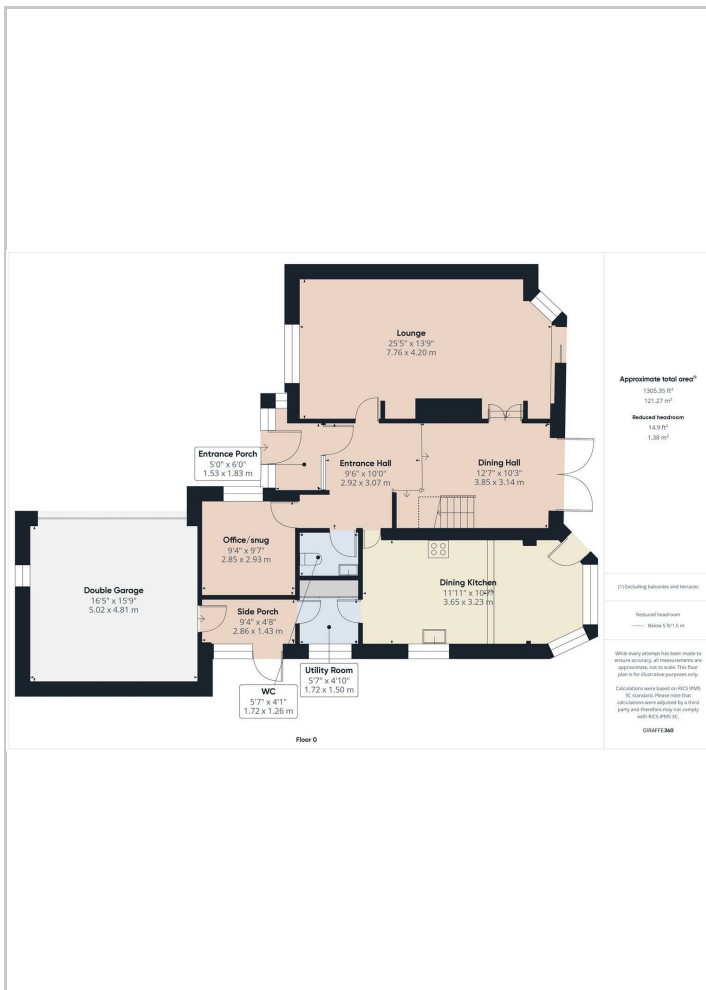 Lounge
25'5" x 13'9"
7.76 x 4.20 m
Entrance Porch
5'0" x 6'0"
1.53 x 1.83 m
Entrance Hall
9'6" x 10'0"
2.92 x 3.07 m
Dining Hall
12'7" x 10'3"
3.85 x 3.14 m
Office/snug
9'4" x 9'7"
2.85 x 2.93 m
Double Garage
16'5" x 15'9"
5.02 x 4.81 m
Side Porch
9'4" x 4'8"
2.86 x 1.43 m
Dining Kitchen
11'11" x 10'7"
3.65 x 3.23 m
WC
5'7" x 4'1"
1.72 x 1.26 m
Utility Room
5'7" x 4'10"
1.72 x 1.50 m
Floor 0
Approximate total area⁽¹⁾
1305.35 ft²
121.27 m²
Reduced headroom
14.9 ft²
1.38 m²
(1) Excluding balconies and terraces
Reduced headroom
------ Below 5 ft/1.5 m
While every attempt has been made to
ensure accuracy, all measurements are
approximate, not to scale. This floor
plan is for illustrative purposes only.
Calculations were based on RICS IPMS
3C standard. Please note that
calculations were adjusted by a third
party and therefore may not comply
with RICS IPMS 3C.
GIRAFFE360